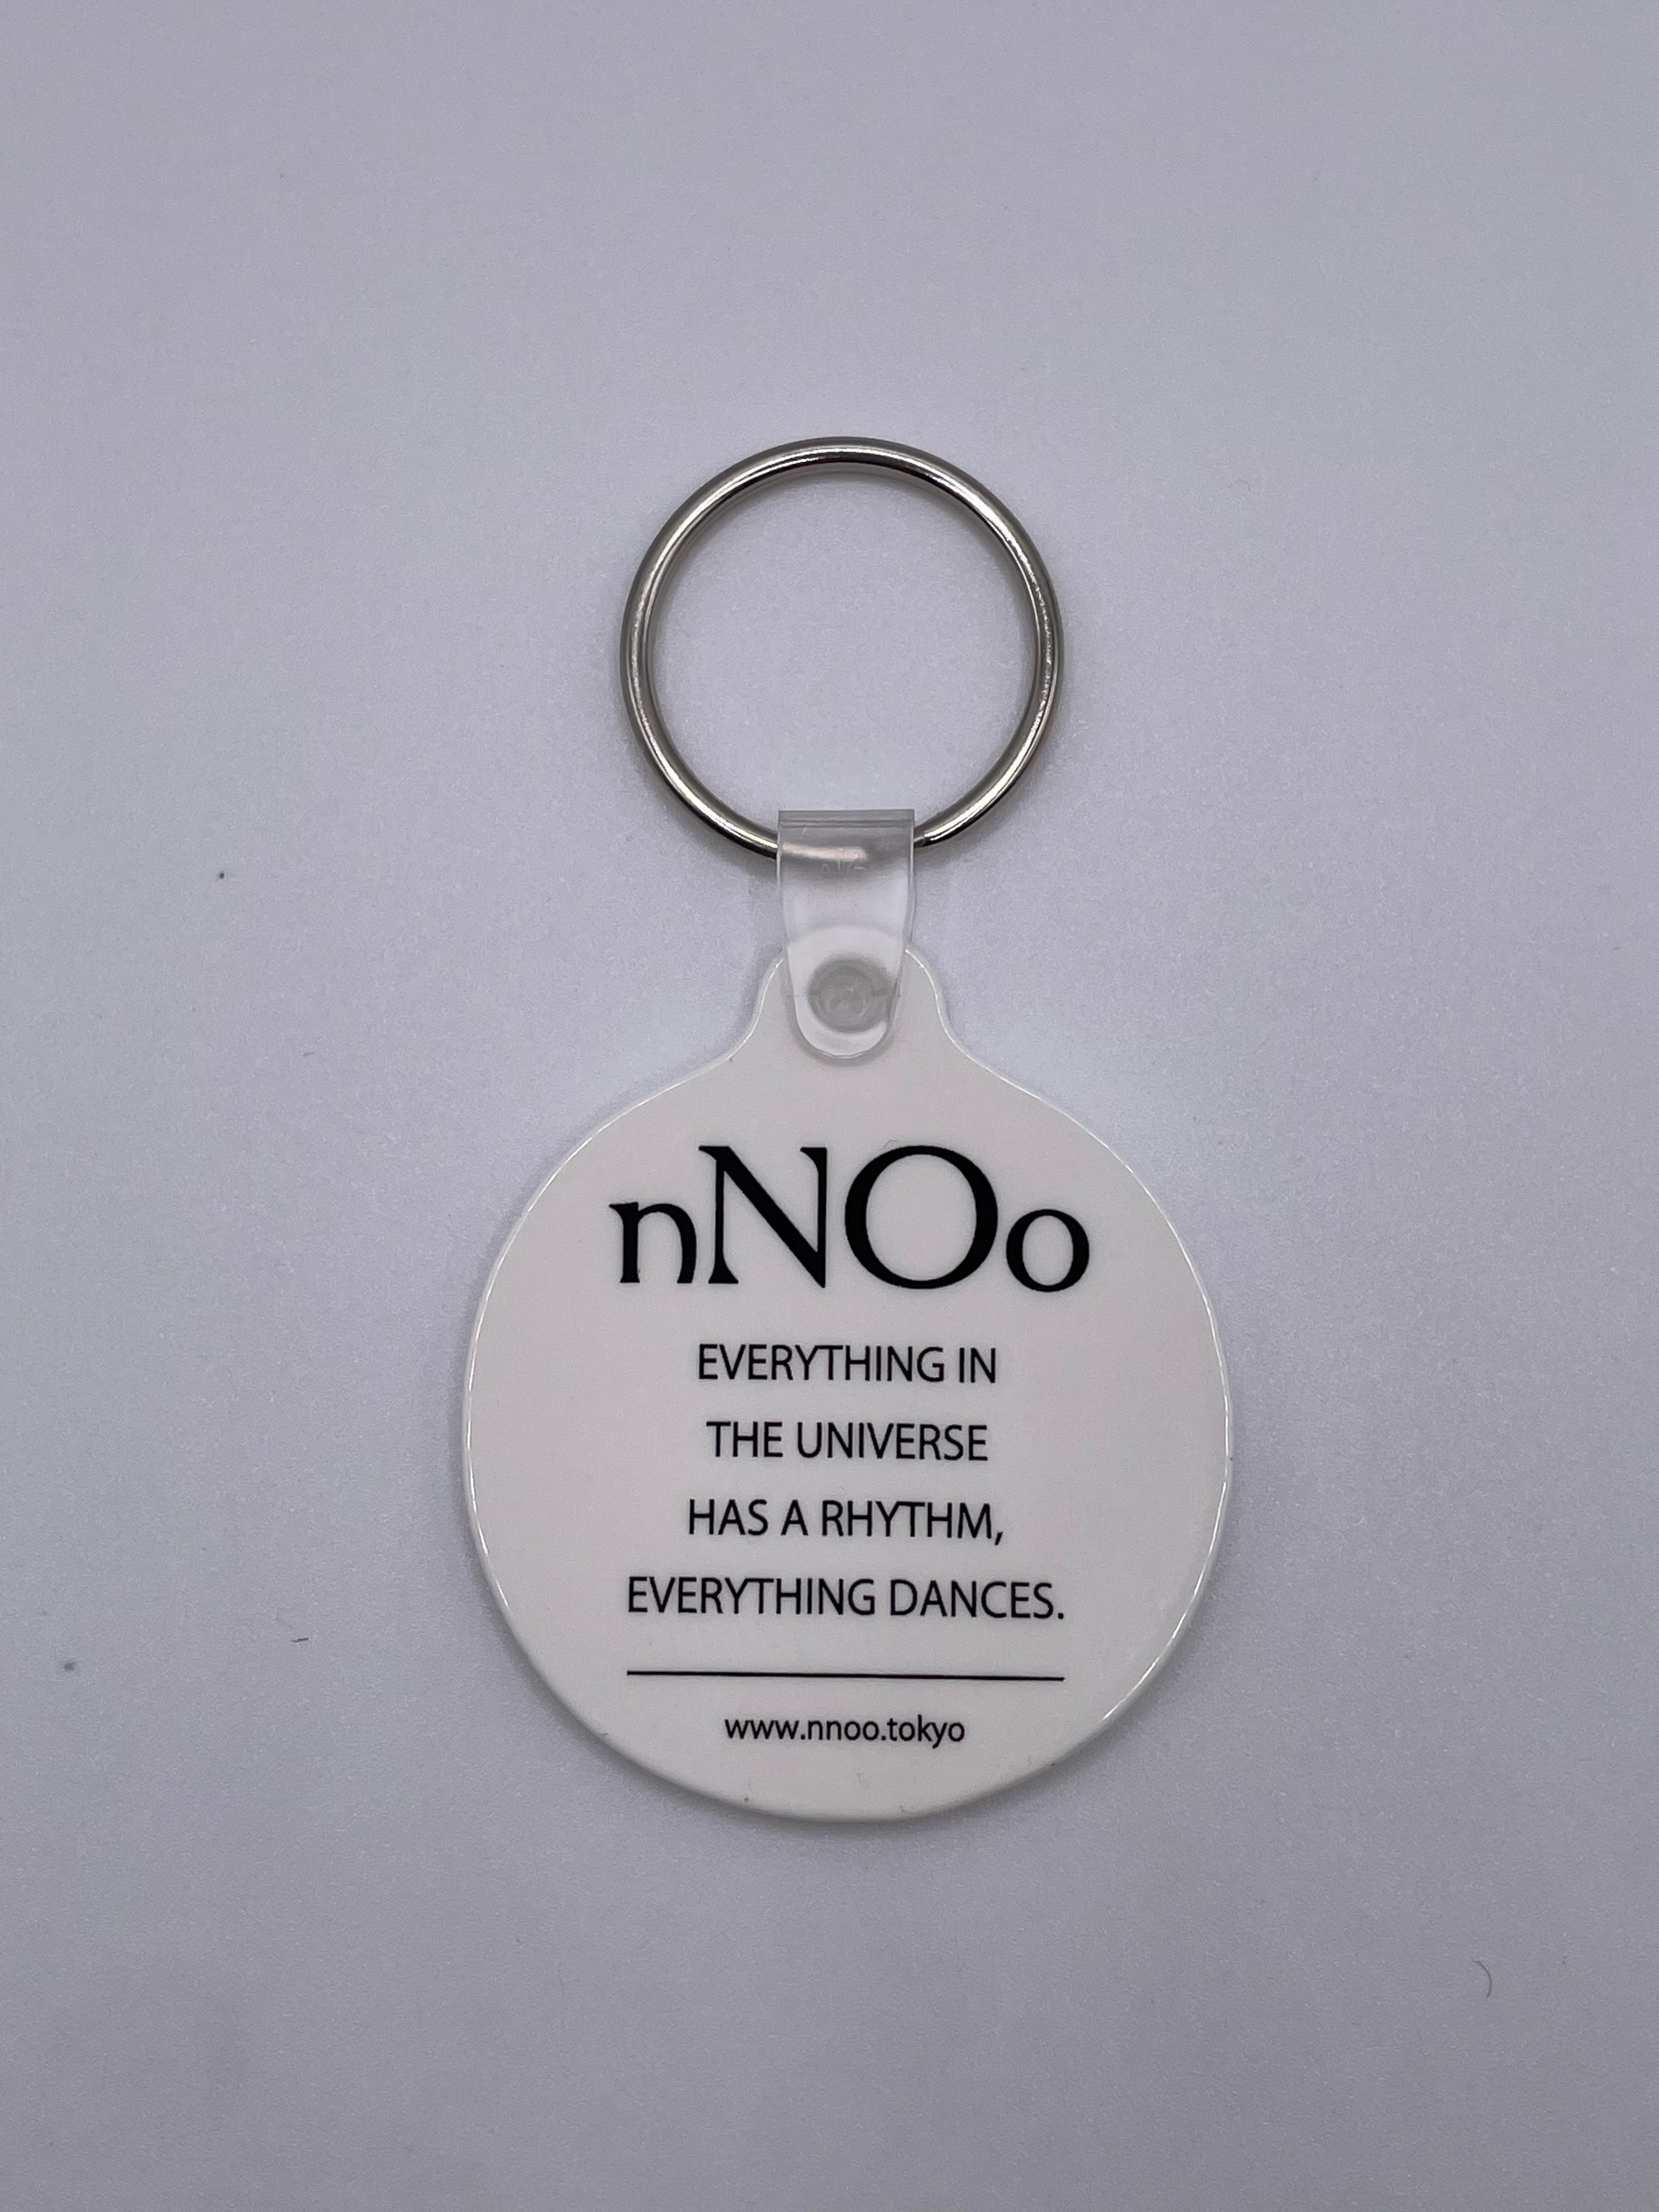 nNOo
EVERYTHING IN
THE UNIVERSE
HAS A RHYTHM,
EVERYTHING DANCES.
www.nnoo.tokyo